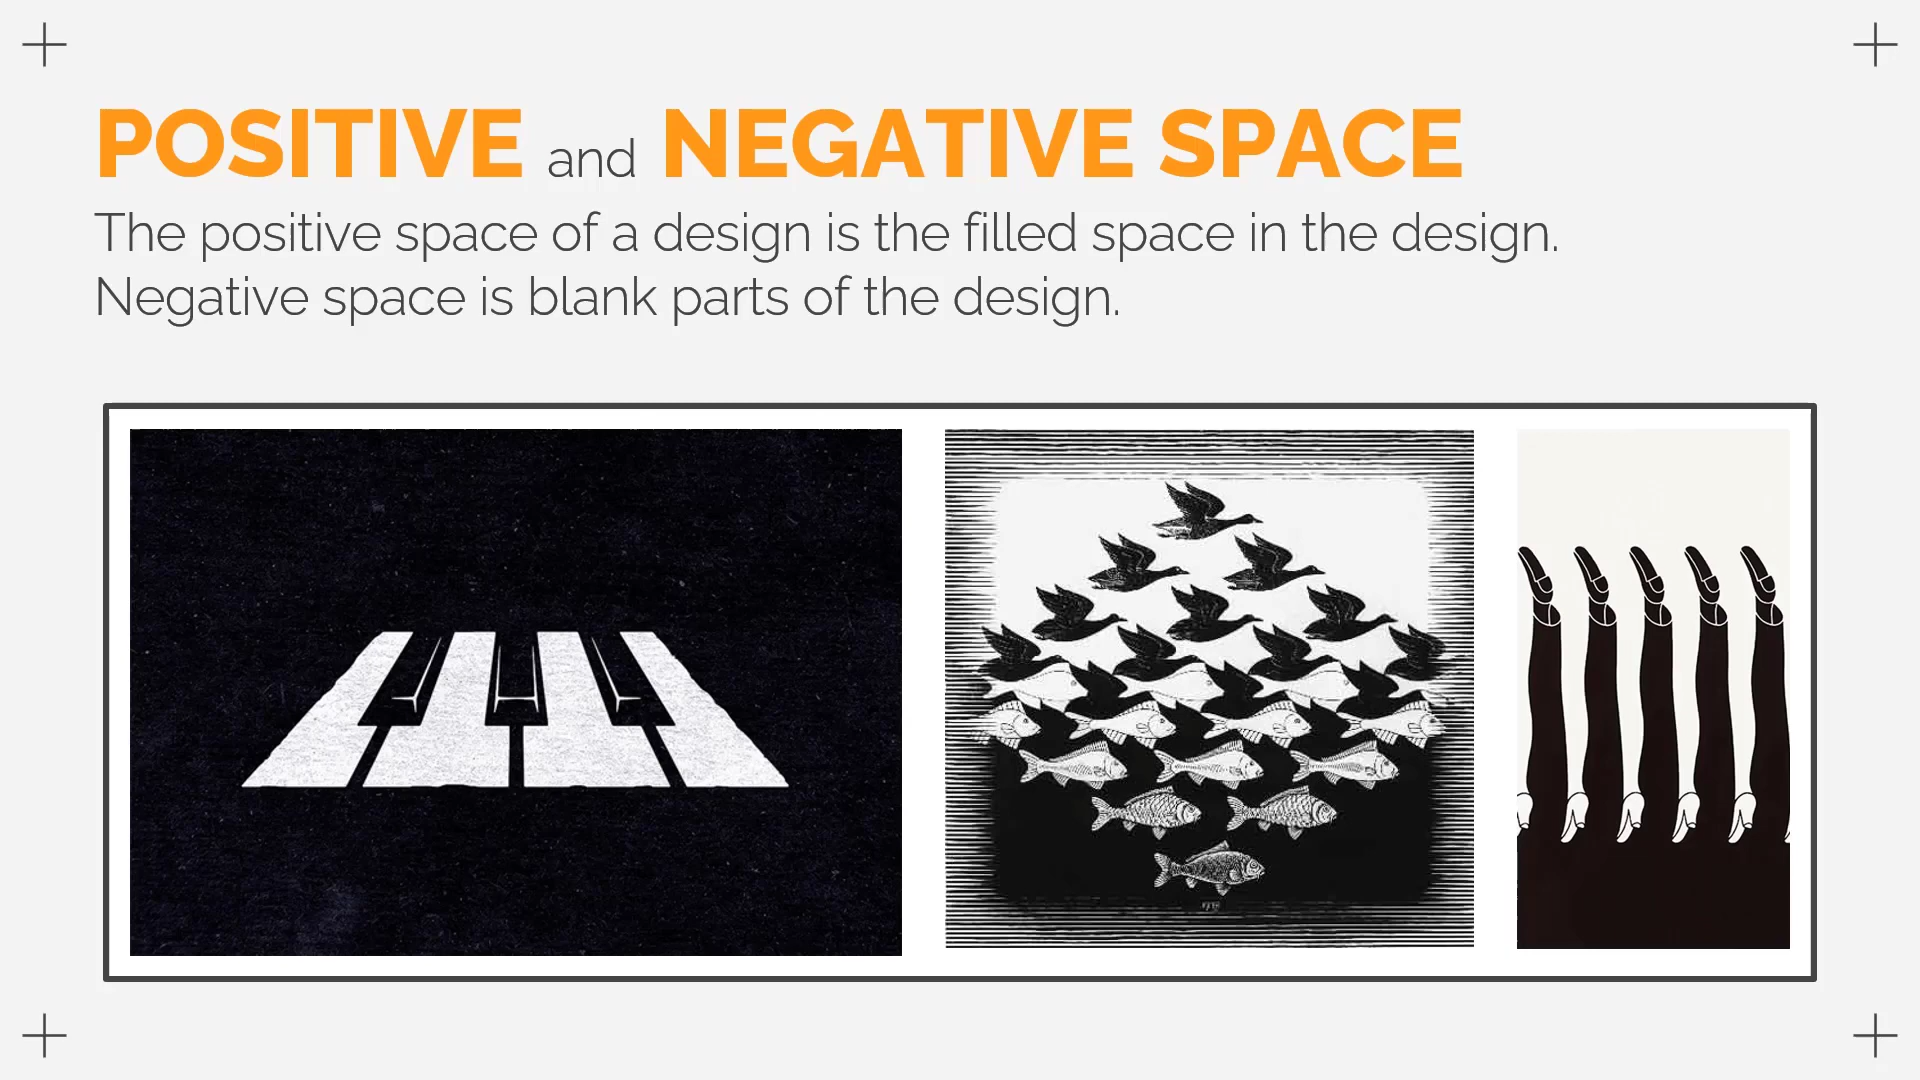 POSITIVE and NEGATIVE SPACE
The positive space of a design is the filled space in the design.
Negative space is blank parts of the design.